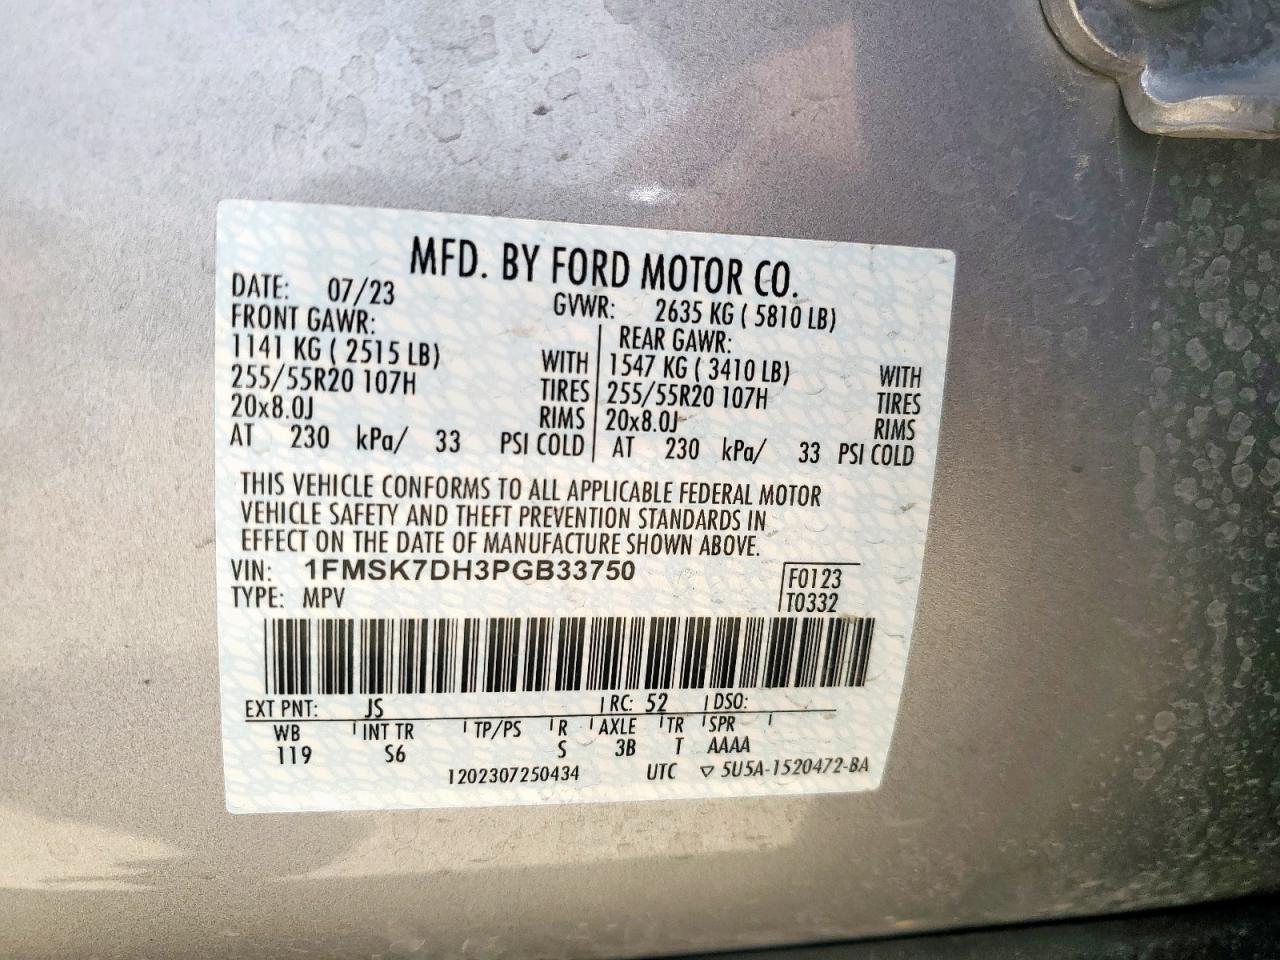 MFD. BY FORD MOTOR CO.
DATE: 07/23 GVWR: 2635 KG ( 5810 LB)
FRONT GAWR: REAR GAWR:
1141 KG ( 2515 LB) WITH 1547 KG ( 3410 LB) WITH
255/55R20 107H TIRES 255/55R20 107H TIRES
20x8.0J RIMS 20x8.0J RIMS
AT 230 kPa/ 33 PSI COLD AT 230 kPa/ 33 PSI COLD
THIS VEHICLE CONFORMS TO ALL APPLICABLE FEDERAL MOTOR
VEHICLE SAFETY AND THEFT PREVENTION STANDARDS IN
EFFECT ON THE DATE OF MANUFACTURE SHOWN ABOVE.
VIN: 1FMSK7DH3PGB33750 F0123
TYPE: MPV T0332
EXT PNT: JS RC: 52 DSO:
WB INT TR TP/PS R AXLE TR SPR
119 S6 S 3B T AAAA
1202307250434 UTC ▽ 5U5A-1520472-BA